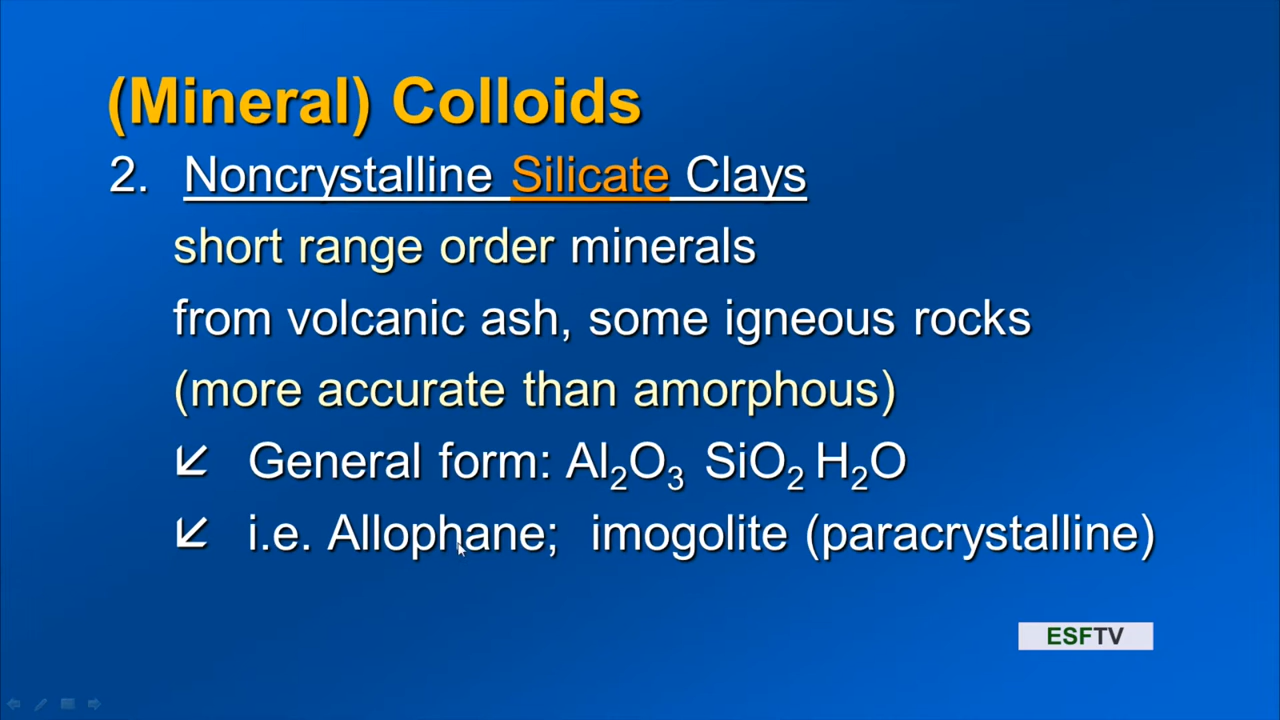 (Mineral) Colloids
2. Noncrystalline Silicate Clays
short range order minerals
from volcanic ash, some igneous rocks
(more accurate than amorphous)
↙ General form: Al₂O₃ SiO₂ H₂O
↙ i.e. Allophane; imogolite (paracrystalline)
ESFTV